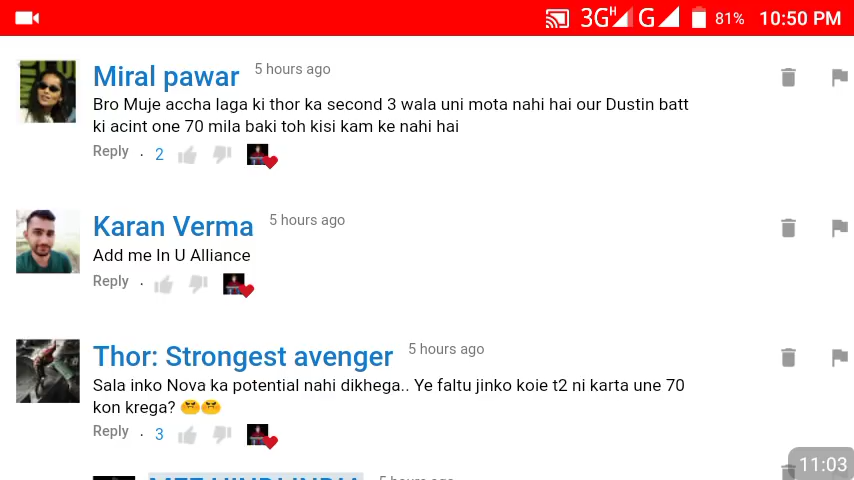 3G H G 81% 10:50 PM
Miral pawar 5 hours ago
Bro Muje accha laga ki thor ka second 3 wala uni mota nahi hai our Dustin batt
ki acint one 70 mila baki toh kisi kam ke nahi hai
Reply . 2
Karan Verma 5 hours ago
Add me In U Alliance
Reply .
Thor: Strongest avenger 5 hours ago
Sala inko Nova ka potential nahi dikhega.. Ye faltu jinko koie t2 ni karta une 70
kon krega? 😠😠
Reply . 3
11:03
5 hours ago